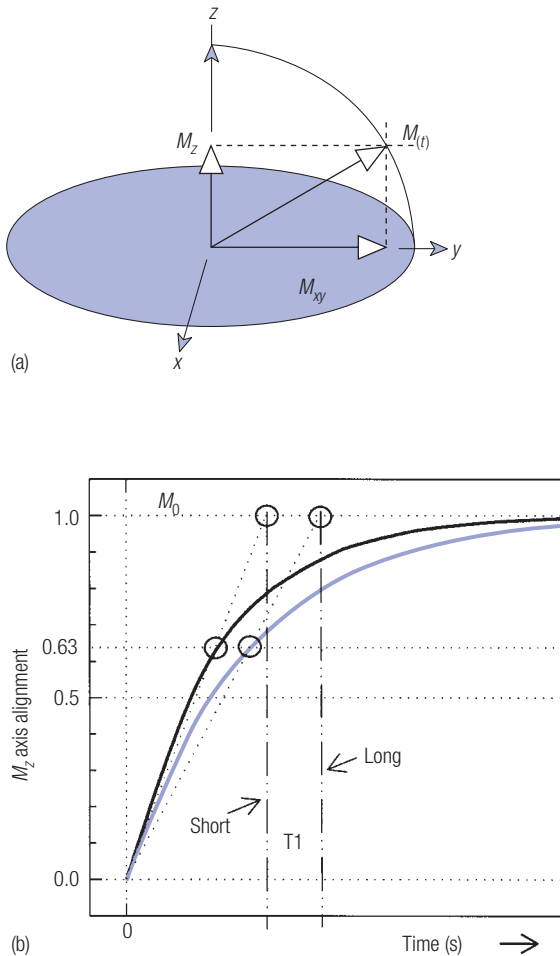 z
M_z
M_(t)
y
M_xy
x
(a)
M_0
1.0
0.63
0.5
0.0
M_z axis alignment
Long
Short
T1
0
(b)
Time (s)